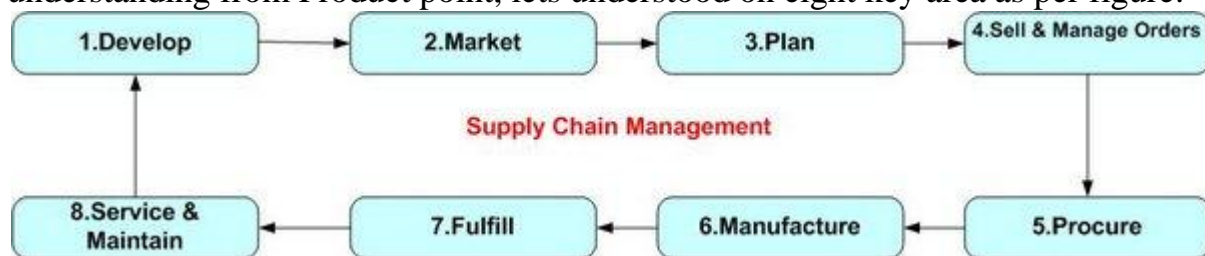 understanding from Product point, lets understood on eight key area as per figure.
1.Develop
2.Market
3.Plan
4.Sell & Manage Orders
Supply Chain Management
8.Service &
Maintain
7.Fulfill
6.Manufacture
5.Procure